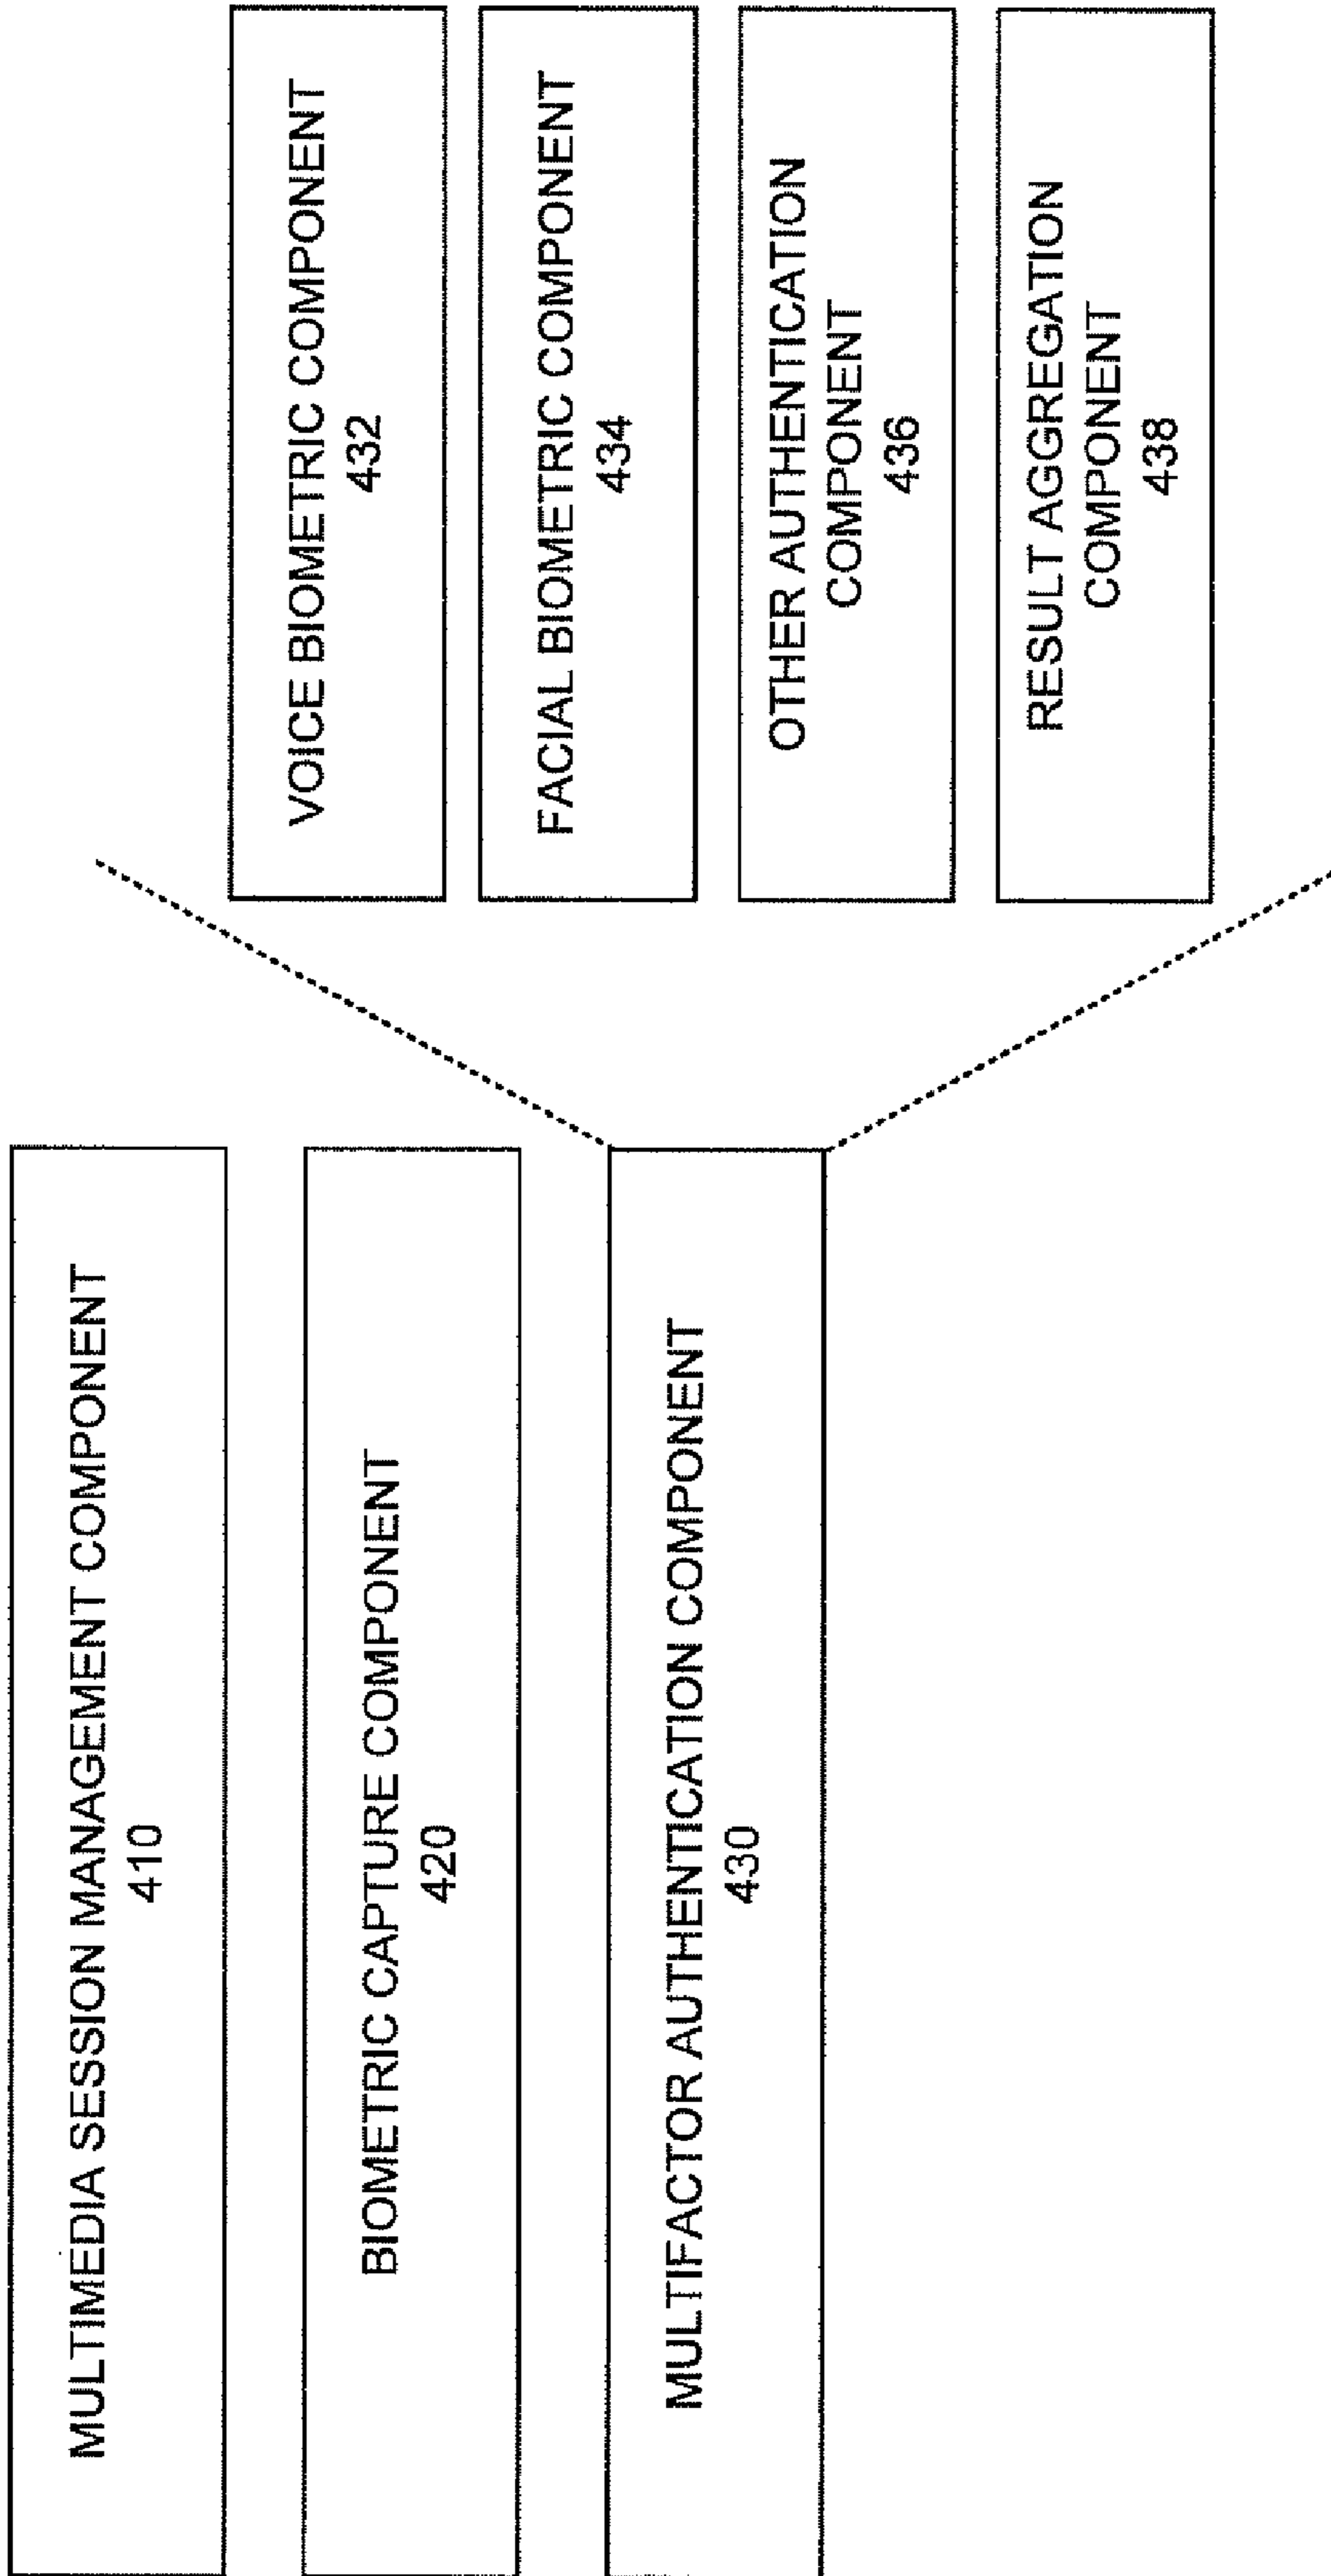 MULTIMEDIA SESSION MANAGEMENT COMPONENT
410
BIOMETRIC CAPTURE COMPONENT
420
MULTIFACTOR AUTHENTICATION COMPONENT
430
VOICE BIOMETRIC COMPONENT
432
FACIAL BIOMETRIC COMPONENT
434
OTHER AUTHENTICATION
COMPONENT
436
RESULT AGGREGATION
COMPONENT
438